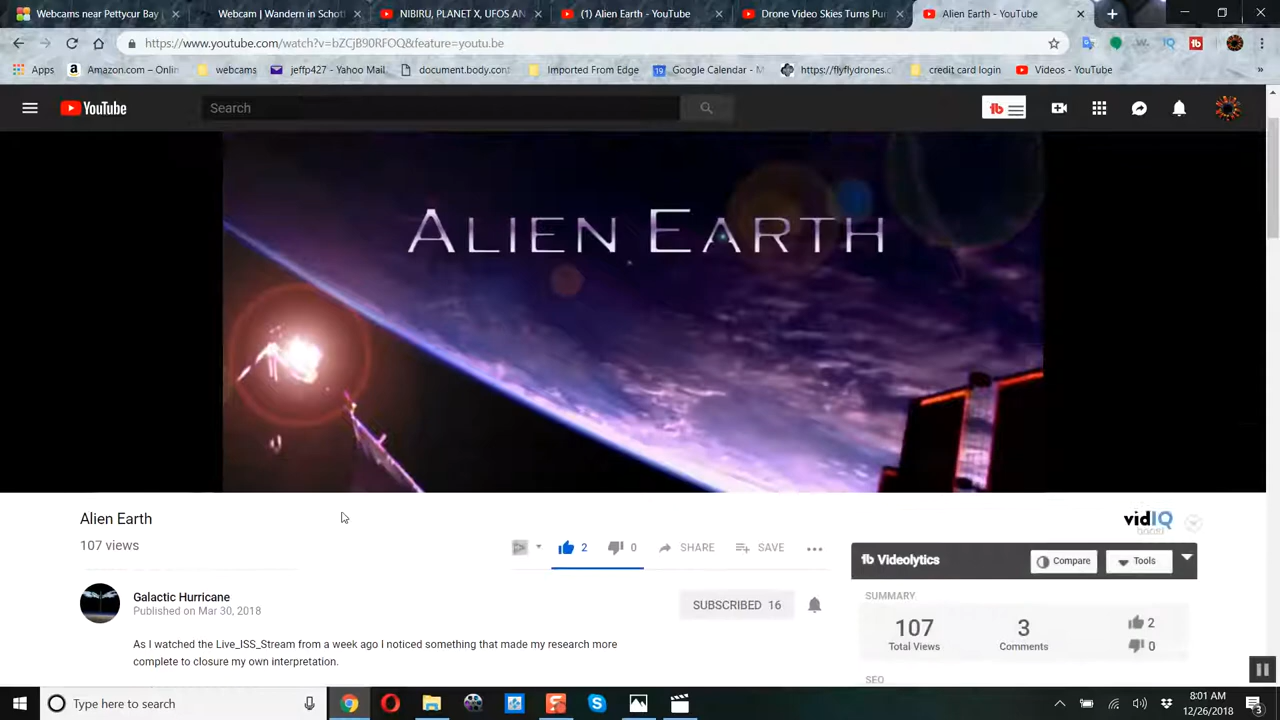 Webcams near Pettycur Bay
Webcam | Wandern in Schott
NIBIRU, PLANET X, UFOS AN
(1) Alien Earth - YouTube
Drone Video Skies Turns Pu
Alien Earth - YouTube
https://www.youtube.com/watch?v=bZCjB90RFOQ&feature=youtu.be
Apps
Amazon.com – Onlin
webcams
jeffp427 Yahoo Mail
document.body.cont
Imported From Edge
Google Calendar - M
https://flyflydrones.c
credit card login
Videos - YouTube
YouTube
Search
ALIEN EARTH
Alien Earth
107 views
2
0
SHARE
SAVE
vidIQ
boost
Videolytics
Compare
Tools
Galactic Hurricane
Published on Mar 30, 2018
SUBSCRIBED 16
SUMMARY
107
Total Views
3
Comments
2
0
As I watched the Live_ISS_Stream from a week ago I noticed something that made my research more
complete to closure my own interpretation.
SEO
Type here to search
8:01 AM
12/26/2018
3